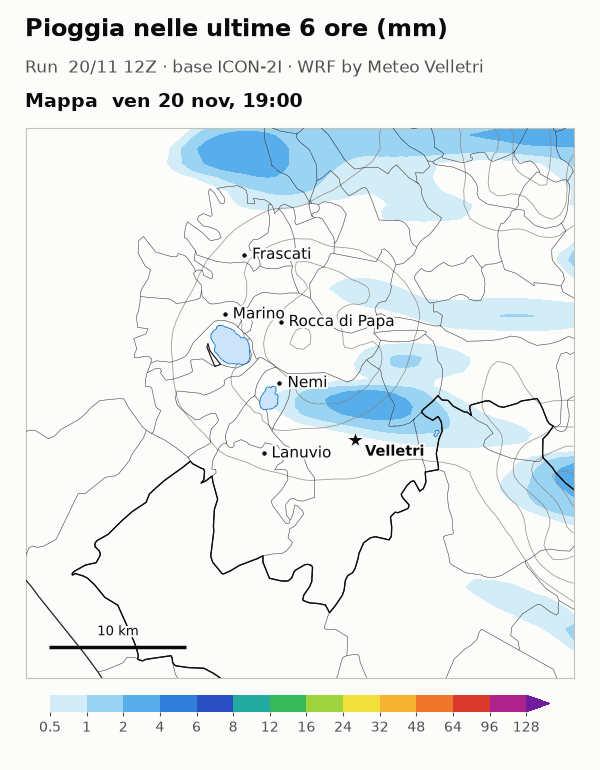 Pioggia nelle ultime 6 ore (mm)
Run  20/11 12Z · base ICON-2I · WRF by Meteo Velletri
Mappa  ven 20 nov, 19:00
Frascati
Marino
Rocca di Papa
Nemi
Velletri
Lanuvio
10 km
0.5 1 2 4 6 8 12 16 24 32 48 64 96 128